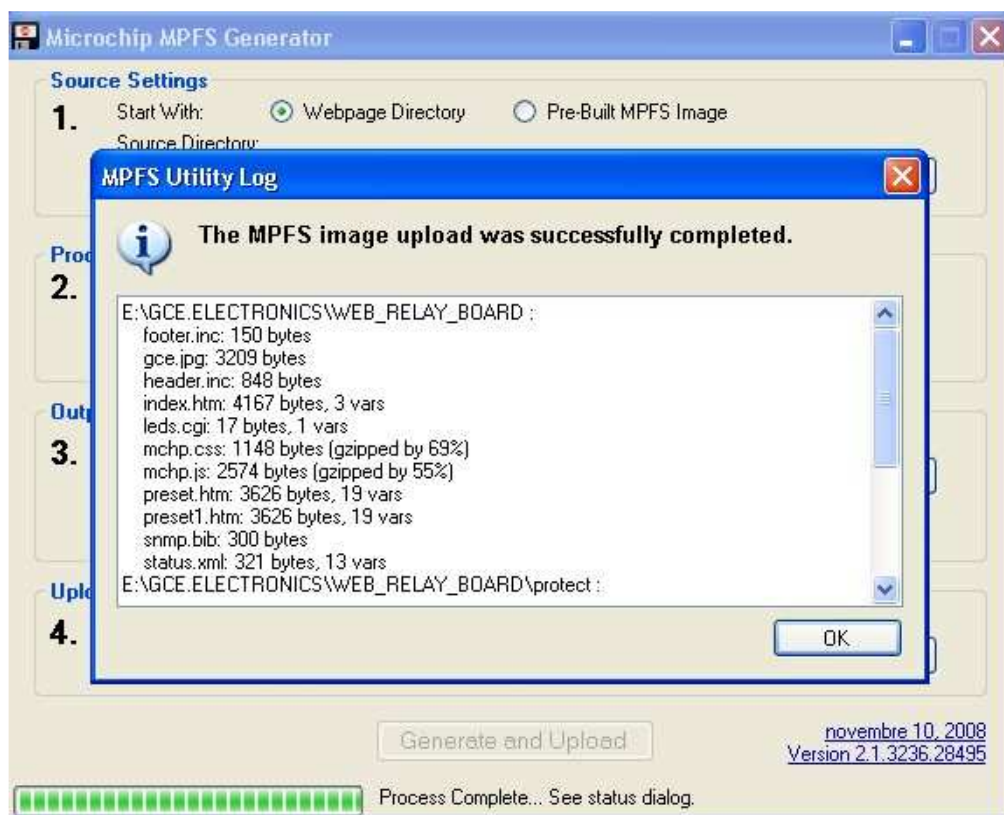 Microchip MPFS Generator
Source Settings
1. Start With: Webpage Directory Pre-Built MPFS Image
Source Directory:
MPFS Utility Log
The MPFS image upload was successfully completed.
2.
E:\GCE.ELECTRONICS\WEB_RELAY_BOARD :
footer.inc: 150 bytes
gce.jpg: 3209 bytes
header.inc: 848 bytes
index.htm: 4167 bytes, 3 vars
leds.cgi: 17 bytes, 1 vars
mchp.css: 1148 bytes (gzipped by 69%)
3.
mchp.js: 2574 bytes (gzipped by 55%)
preset.htm: 3626 bytes, 19 vars
preset1.htm: 3626 bytes, 19 vars
snmp.bib: 300 bytes
status.xml: 321 bytes, 13 vars
E:\GCE.ELECTRONICS\WEB_RELAY_BOARD\protect :
4.
OK
Generate and Upload
novembre 10, 2008
Version 2.1.3236.28495
Process Complete... See status dialog.